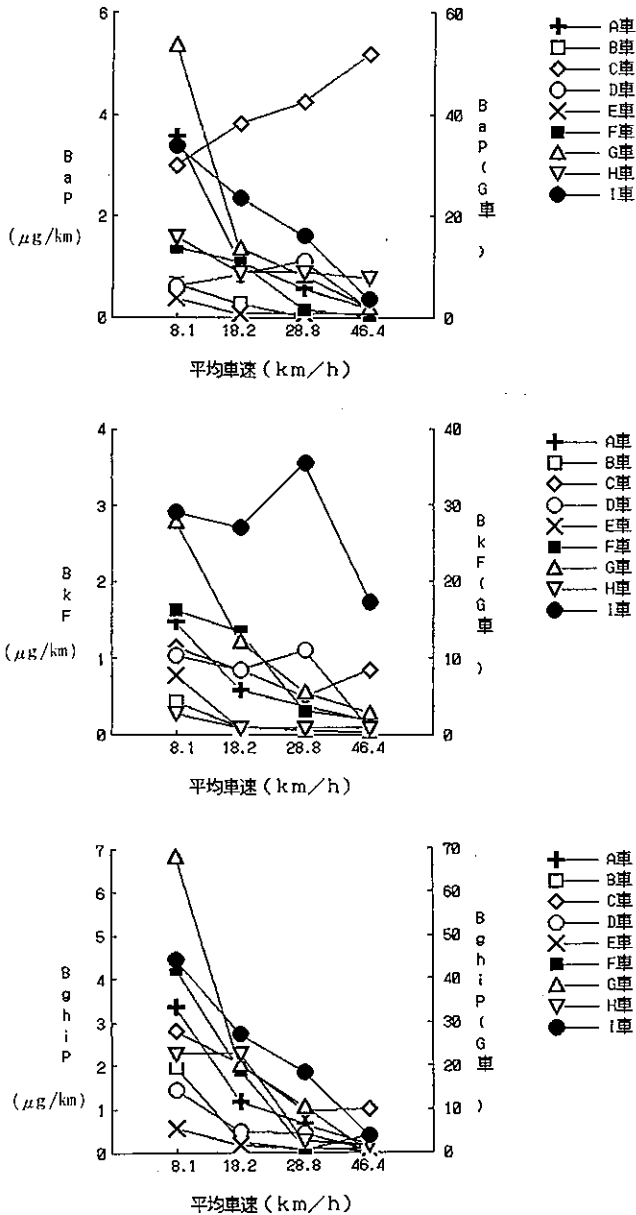 6
4
2
0
BaP
(μg/km)
60
40
20
0
BaP(G車)
8.1 18.2 28.8 46.4
平均車速(km/h)
A車
B車
C車
D車
E車
F車
G車
H車
I車
4
3
2
1
0
BkF
(μg/km)
40
30
20
10
0
BkF(G車)
8.1 18.2 28.8 46.4
平均車速(km/h)
A車
B車
C車
D車
E車
F車
G車
H車
I車
7
6
5
4
3
2
1
0
BghiP
(μg/km)
70
60
50
40
30
20
10
0
BghiP(G車)
8.1 18.2 28.8 46.4
平均車速(km/h)
A車
B車
C車
D車
E車
F車
G車
H車
I車